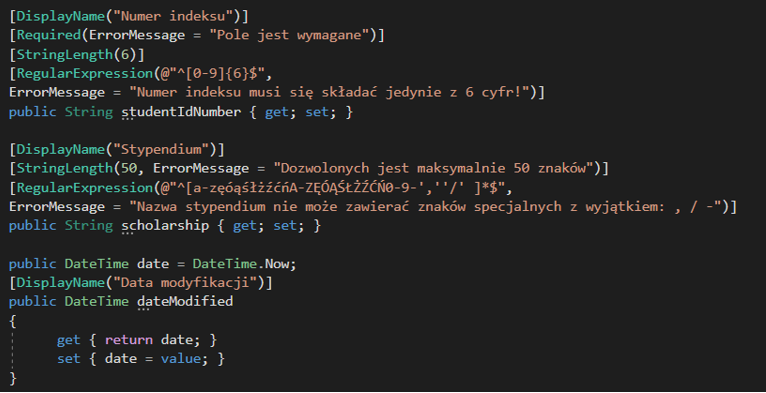 [DisplayName("Numer indeksu")]
[Required(ErrorMessage = "Pole jest wymagane")]
[StringLength(6)]
[RegularExpression(@"^[0-9]{6}$",
ErrorMessage = "Numer indeksu musi się składać jedynie z 6 cyfr!")]
public String studentIdNumber { get; set; }
[DisplayName("Stypendium")]
[StringLength(50, ErrorMessage = "Dozwolonych jest maksymalnie 50 znaków")]
[RegularExpression(@"^[a-zęóąśłżźćńA-ZĘÓĄŚŁŻŹĆŃ0-9-',''/' ]*$",
ErrorMessage = "Nazwa stypendium nie może zawierać znaków specjalnych z wyjątkiem: , / -")]
public String scholarship { get; set; }
public DateTime date = DateTime.Now;
[DisplayName("Data modyfikacji")]
public DateTime dateModified
{
get { return date; }
set { date = value; }
}